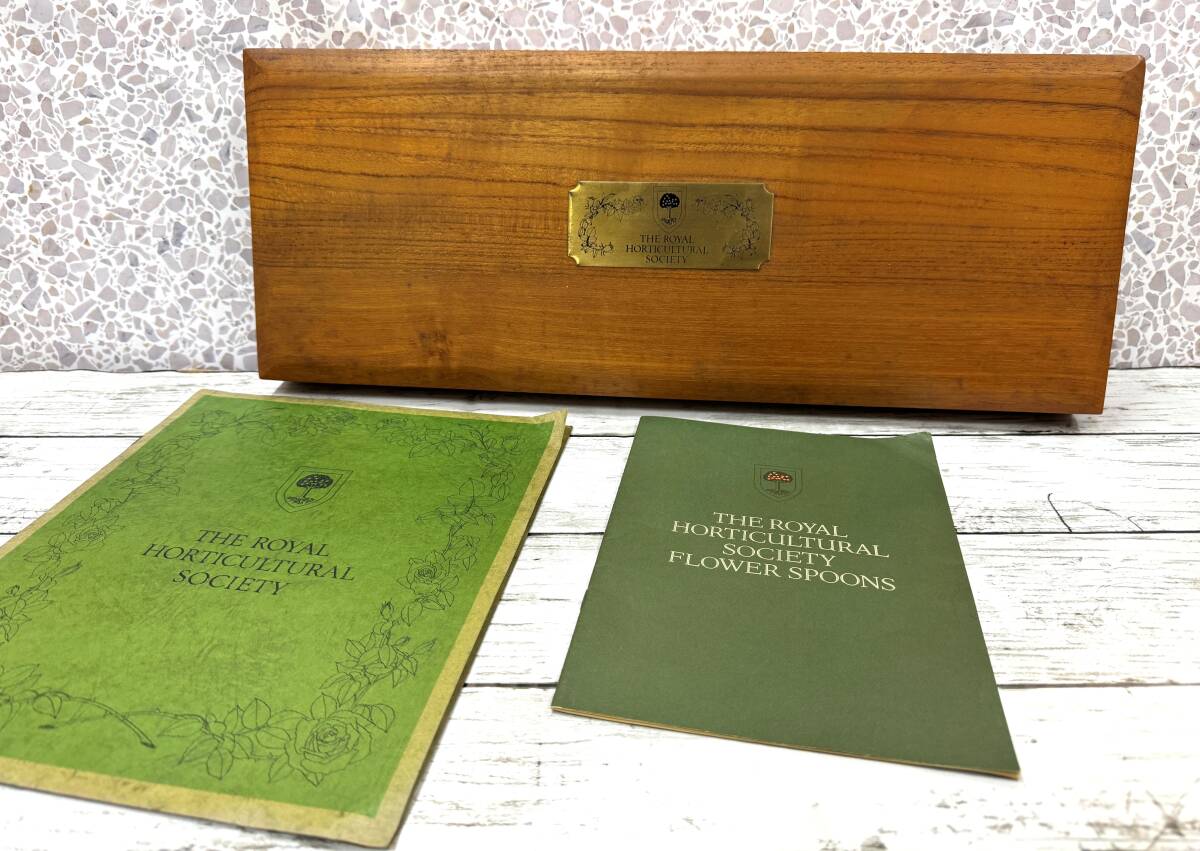 THE ROYAL
HORTICULTURAL
SOCIETY
THE ROYAL
HORTICULTURAL
SOCIETY
THE ROYAL
HORTICULTURAL
SOCIETY
FLOWER SPOONS